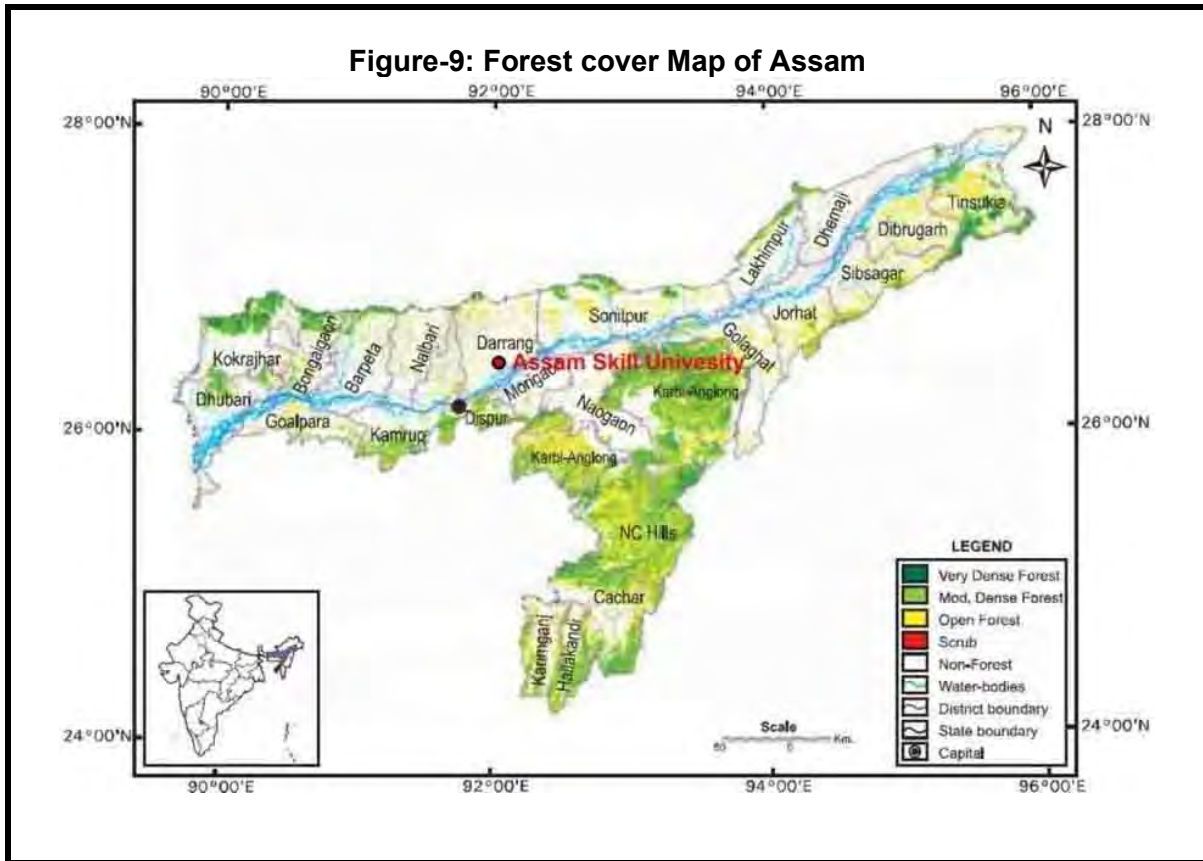 Figure-9: Forest cover Map of Assam
90°00'E 92°00'E 94°00'E 96°00'E
28°00'N 28°00'N
N
Tinsukia
Dhemaji
Lakhimpur
Dibrugarh
Sibsagar
Jorhat
Sonitpur
Golaghat
Darrang
Kokrajhar
Bongaigaon
Barpeta
Nalbari
Assam Skill Univesity
Dhubari
Morigaon
Karbi-Anglong
Goalpara
Dispur
Naogaon
26°00'N 26°00'N
Kamrup
Karbi-Anglong
NC Hills
Cachar
Karimganj
Hailakandi
LEGEND
Very Dense Forest
Mod. Dense Forest
Open Forest
Scrub
Non-Forest
Water-bodies
District boundary
State boundary
Capital
Scale
0 Km.
24°00'N 24°00'N
90°00'E 92°00'E 94°00'E 96°00'E